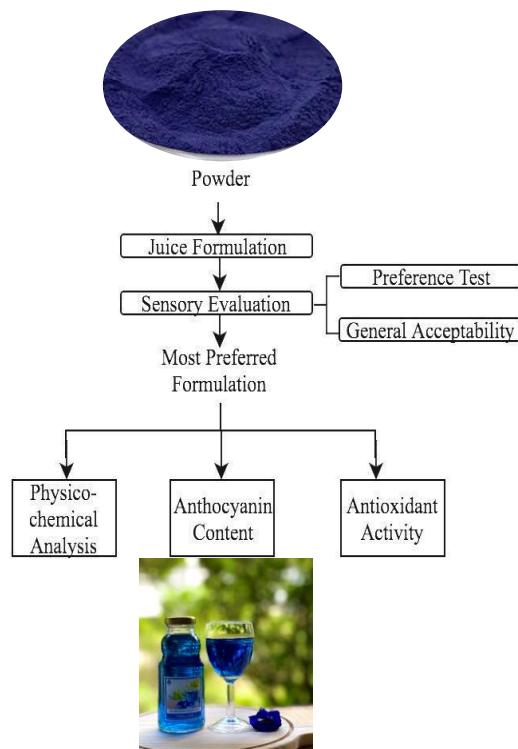 Powder
Juice Formulation
Sensory Evaluation
Preference Test
General Acceptability
Most Preferred
Formulation
Physico-
chemical
Analysis
Anthocyanin
Content
Antioxidant
Activity